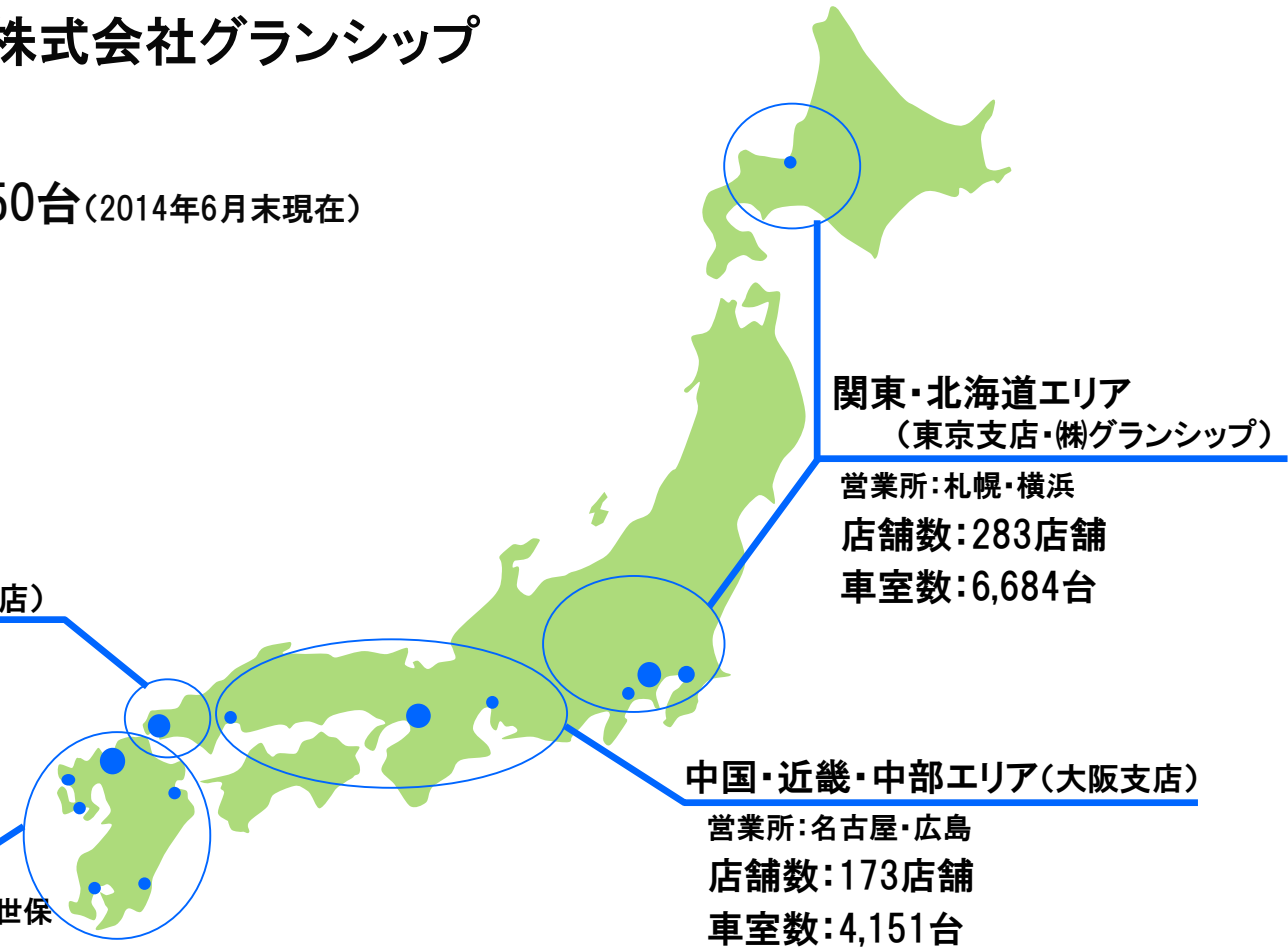 株式会社グランシップ
50台(2014年6月末現在)
関東・北海道エリア
(東京支店・㈱グランシップ)
営業所:札幌・横浜
店舗数:283店舗
車室数:6,684台
店)
中国・近畿・中部エリア(大阪支店)
営業所:名古屋・広島
店舗数:173店舗
車室数:4,151台
世保